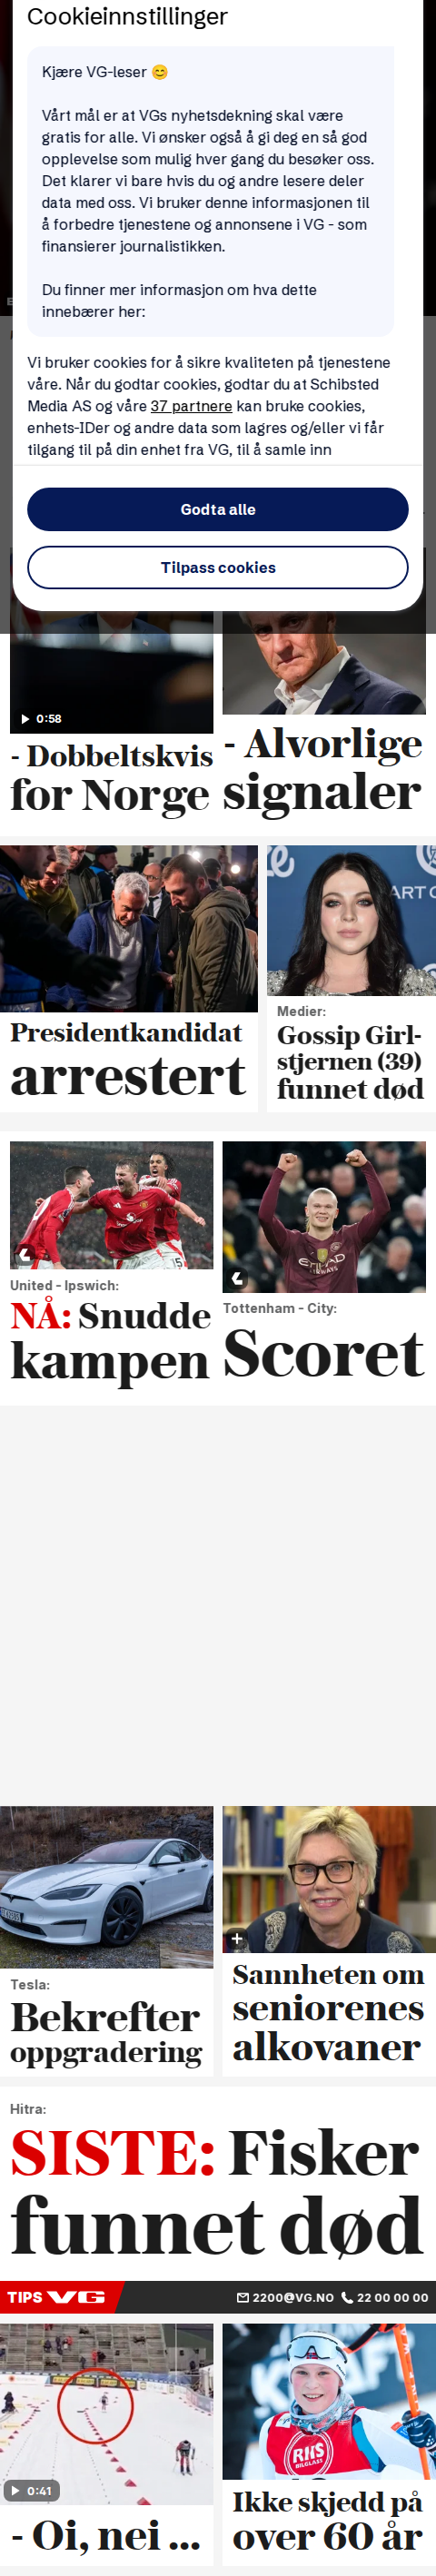 Cookieinnstillinger
Kjære VG-leser 😊
Vårt mål er at VGs nyhetsdekning skal være
gratis for alle. Vi ønsker også å gi deg en så god
opplevelse som mulig hver gang du besøker oss.
Det klarer vi bare hvis du og andre lesere deler
data med oss. Vi bruker denne informasjonen til
å forbedre tjenestene og annonsene i VG - som
finansierer journalistikken.
Du finner mer informasjon om hva dette
innebærer her:
Vi bruker cookies for å sikre kvaliteten på tjenestene
våre. Når du godtar cookies, godtar du at Schibsted
Media AS og våre 37 partnere kan bruke cookies,
enhets-IDer og andre data som lagres og/eller vi får
tilgang til på din enhet fra VG, til å samle inn
Godta alle
Tilpass cookies
0:58
- Dobbeltskvis
for Norge
- Alvorlige
signaler
Presidentkandidat
arrestert
ART
Medier:
Gossip Girl-
stjernen (39)
funnet død
United - Ipswich:
NÅ: Snudde
kampen
ETIHAD
AIRWAYS
Tottenham - City:
Scoret
Tesla:
Bekrefter
oppgradering
Sannheten om
seniorenes
alkovaner
Hitra:
SISTE: Fisker
funnet død
TIPS VG
2200@VG.NO 22 00 00 00
0:41
- Oi, nei ...
RIIS
BILGLASS
Ikke skjedd på
over 60 år